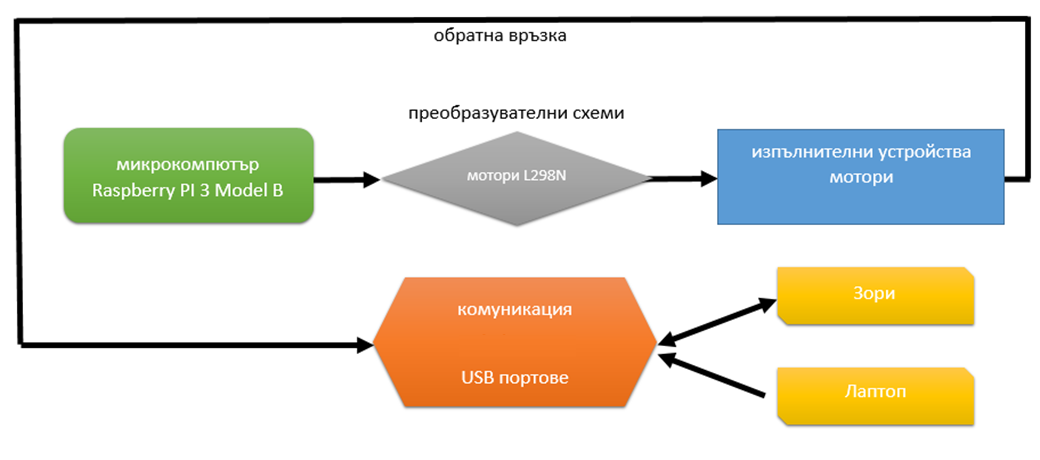 обратна връзка
преобразувателни схеми
микрокомпютър
Raspberry PI 3 Model B
мотори L298N
изпълнителни устройства
мотори
комуникация
USB портове
Зори
Лаптоп